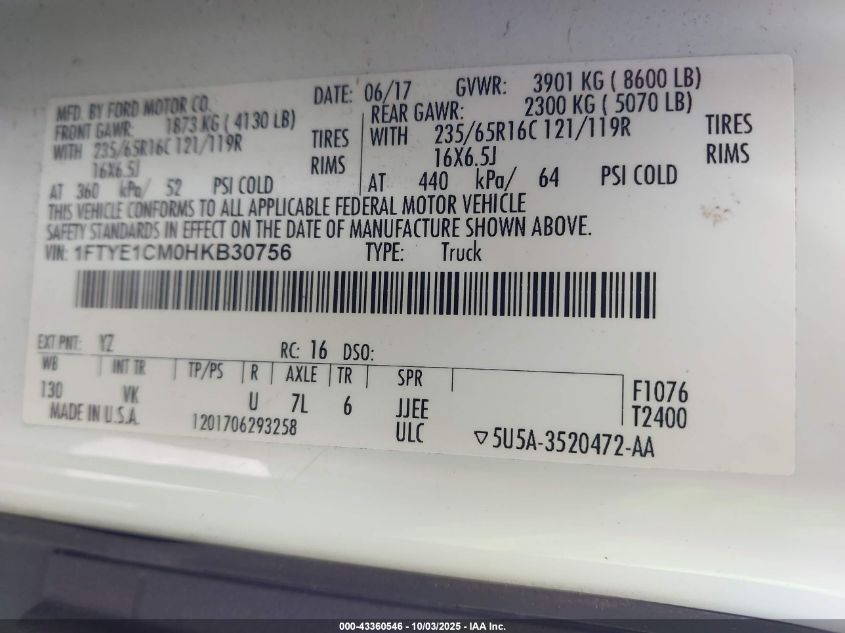 MFD. BY FORD MOTOR CO. DATE: 06/17 GVWR: 3901 KG ( 8600 LB)
FRONT GAWR: 1873 KG ( 4130 LB) REAR GAWR: 2300 KG ( 5070 LB)
WITH 235/65R16C 121/119R TIRES WITH 235/65R16C 121/119R TIRES
16X6.5J RIMS 16X6.5J RIMS
AT 360 kPa/ 52 PSI COLD AT 440 kPa/ 64 PSI COLD
THIS VEHICLE CONFORMS TO ALL APPLICABLE FEDERAL MOTOR VEHICLE
SAFETY STANDARDS IN EFFECT ON THE DATE OF MANUFACTURE SHOWN ABOVE.
VIN: 1FTYE1CM0HKB30756 TYPE: Truck
EXT PNT: YZ RC: 16 DSO:
WB INT TR TP/PS R AXLE TR SPR
130 VK U 7L 6 JJEE F1076
MADE IN U.S.A. 1201706293258 ULC T2400
▽5U5A-3520472-AA
000-43360546 - 10/03/2025 - IAA Inc.